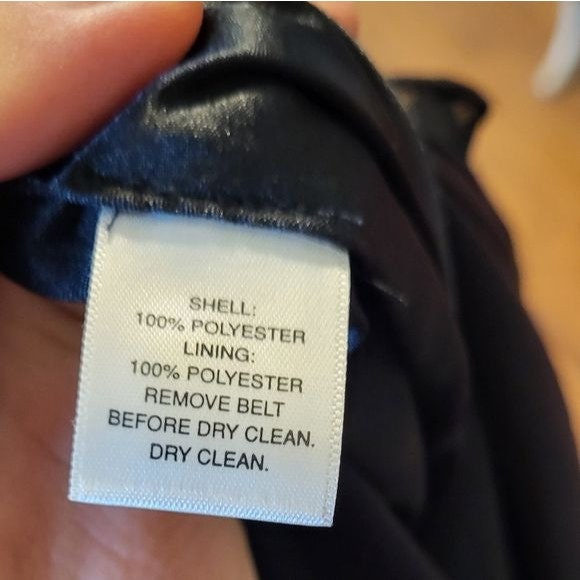 SHELL:
100% POLYESTER
LINING:
100% POLYESTER
REMOVE BELT
BEFORE DRY CLEAN.
DRY CLEAN.